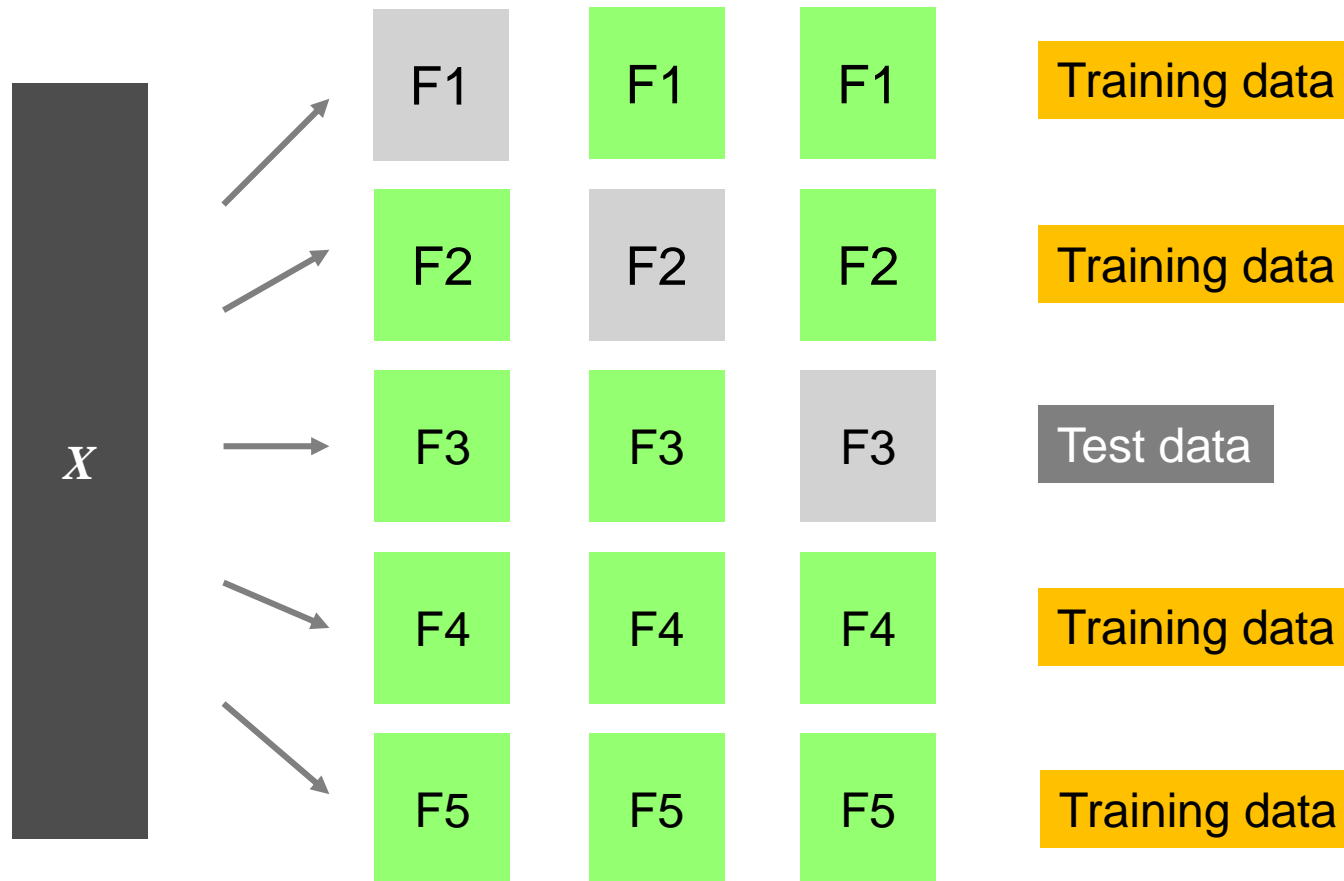 F1 F1 F1 Training data
F2 F2 F2 Training data
X F3 F3 F3 Test data
F4 F4 F4 Training data
F5 F5 F5 Training data